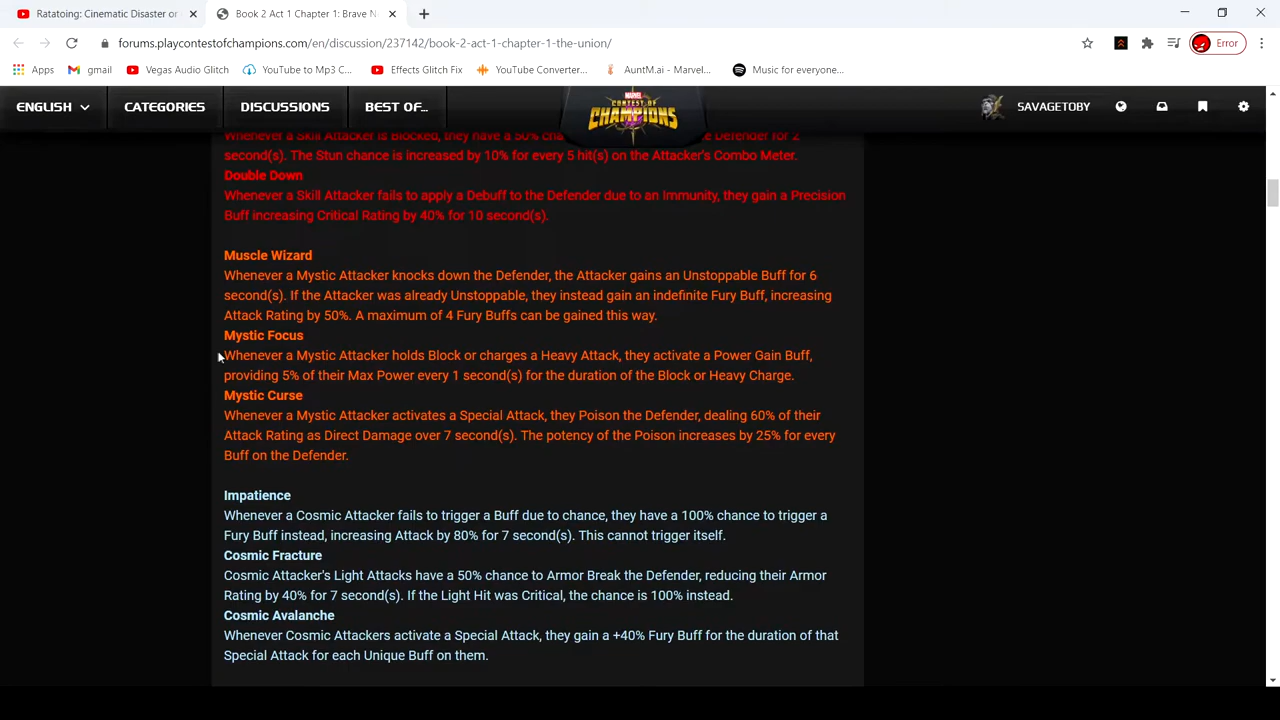 Ratatoing: Cinematic Disaster or
Book 2 Act 1 Chapter 1: Brave N
forums.playcontestofchampions.com/en/discussion/237142/book-2-act-1-chapter-1-the-union/
Error
Apps
gmail
Vegas Audio Glitch
YouTube to Mp3 C...
Effects Glitch Fix
YouTube Converter...
AuntM.ai - Marvel...
Music for everyone...
ENGLISH
CATEGORIES
DISCUSSIONS
BEST OF...
MARVEL
CONTEST OF
CHAMPIONS
SAVAGETOBY
Whenever a Skill Attacker is Blocked, they have a 50% cha
Defender for 2
second(s). The Stun chance is increased by 10% for every 5 hit(s) on the Attacker's Combo Meter.
Double Down
Whenever a Skill Attacker fails to apply a Debuff to the Defender due to an Immunity, they gain a Precision
Buff increasing Critical Rating by 40% for 10 second(s).
Muscle Wizard
Whenever a Mystic Attacker knocks down the Defender, the Attacker gains an Unstoppable Buff for 6
second(s). If the Attacker was already Unstoppable, they instead gain an indefinite Fury Buff, increasing
Attack Rating by 50%. A maximum of 4 Fury Buffs can be gained this way.
Mystic Focus
Whenever a Mystic Attacker holds Block or charges a Heavy Attack, they activate a Power Gain Buff,
providing 5% of their Max Power every 1 second(s) for the duration of the Block or Heavy Charge.
Mystic Curse
Whenever a Mystic Attacker activates a Special Attack, they Poison the Defender, dealing 60% of their
Attack Rating as Direct Damage over 7 second(s). The potency of the Poison increases by 25% for every
Buff on the Defender.
Impatience
Whenever a Cosmic Attacker fails to trigger a Buff due to chance, they have a 100% chance to trigger a
Fury Buff instead, increasing Attack by 80% for 7 second(s). This cannot trigger itself.
Cosmic Fracture
Cosmic Attacker's Light Attacks have a 50% chance to Armor Break the Defender, reducing their Armor
Rating by 40% for 7 second(s). If the Light Hit was Critical, the chance is 100% instead.
Cosmic Avalanche
Whenever Cosmic Attackers activate a Special Attack, they gain a +40% Fury Buff for the duration of that
Special Attack for each Unique Buff on them.